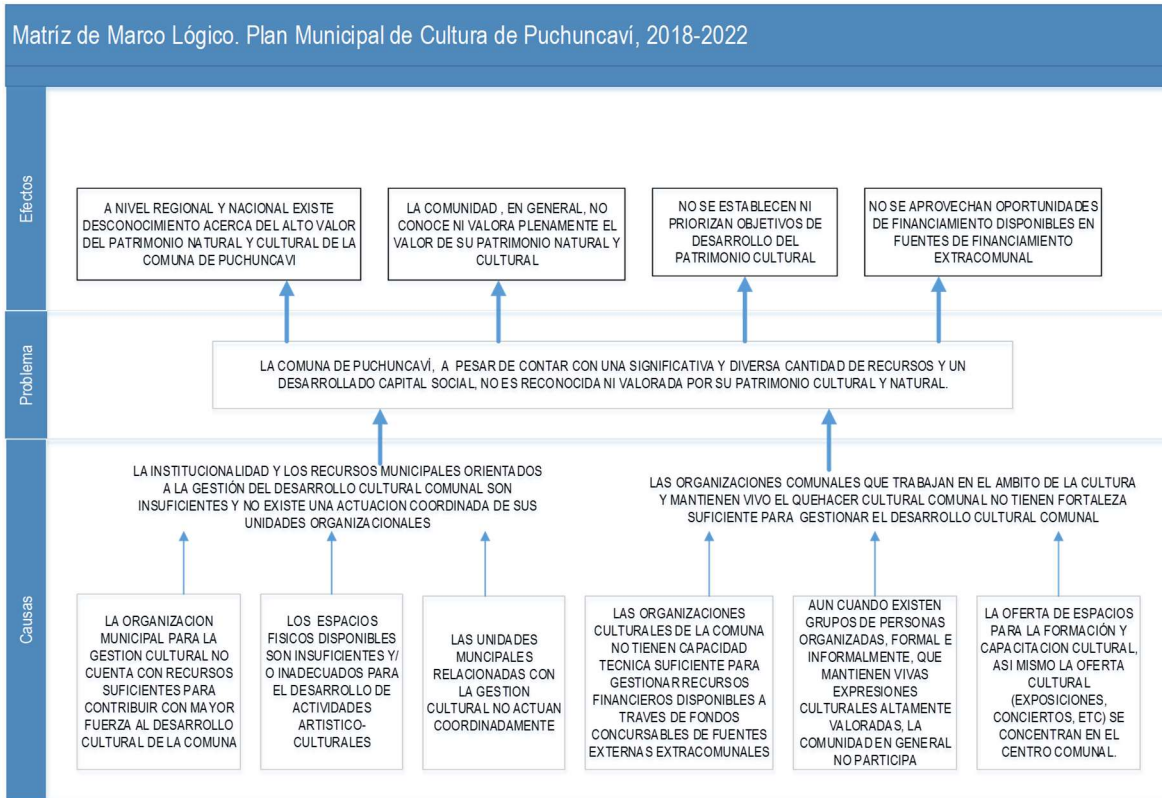 Matríz de Marco Lógico. Plan Municipal de Cultura de Puchuncaví, 2018-2022
Efectos
A NIVEL REGIONAL Y NACIONAL EXISTE
DESCONOCIMIENTO ACERCA DEL ALTO VALOR
DEL PATRIMONIO NATURAL Y CULTURAL DE LA
COMUNA DE PUCHUNCAVI
LA COMUNIDAD , EN GENERAL, NO
CONOCE NI VALORA PLENAMENTE EL
VALOR DE SU PATRIMONIO NATURAL Y
CULTURAL
NO SE ESTABLECEN NI
PRIORIZAN OBJETIVOS DE
DESARROLLO DEL
PATRIMONIO CULTURAL
NO SE APROVECHAN OPORTUNIDADES
DE FINANCIAMIENTO DISPONIBLES EN
FUENTES DE FINANCIAMIENTO
EXTRACOMUNAL
Problema
LA COMUNA DE PUCHUNCAVÍ, A PESAR DE CONTAR CON UNA SIGNIFICATIVA Y DIVERSA CANTIDAD DE RECURSOS Y UN
DESARROLLADO CAPITAL SOCIAL, NO ES RECONOCIDA NI VALORADA POR SU PATRIMONIO CULTURAL Y NATURAL.
Causas
LA INSTITUCIONALIDAD Y LOS RECURSOS MUNICIPALES ORIENTADOS
A LA GESTIÓN DEL DESARROLLO CULTURAL COMUNAL SON
INSUFICIENTES Y NO EXISTE UNA ACTUACION COORDINADA DE SUS
UNIDADES ORGANIZACIONALES
LAS ORGANIZACIONES COMUNALES QUE TRABAJAN EN EL AMBITO DE LA CULTURA
Y MANTIENEN VIVO EL QUEHACER CULTURAL COMUNAL NO TIENEN FORTALEZA
SUFICIENTE PARA GESTIONAR EL DESARROLLO CULTURAL COMUNAL
LA ORGANIZACION
MUNICIPAL PARA LA
GESTION CULTURAL NO
CUENTA CON RECURSOS
SUFICIENTES PARA
CONTRIBUIR CON MAYOR
FUERZA AL DESARROLLO
CULTURAL DE LA COMUNA
LOS ESPACIOS
FISICOS DISPONIBLES
SON INSUFICIENTES Y/
O INADECUADOS PARA
EL DESARROLLO DE
ACTIVIDADES
ARTISTICO-
CULTURALES
LAS UNIDADES
MUNCIPALES
RELACIONADAS CON
LA GESTION
CULTURAL NO ACTUAN
COORDINADAMENTE
LAS ORGANIZACIONES
CULTURALES DE LA COMUNA
NO TIENEN CAPACIDAD
TECNICA SUFICIENTE PARA
GESTIONAR RECURSOS
FINANCIEROS DISPONIBLES A
TRAVES DE FONDOS
CONCURSABLES DE FUENTES
EXTERNAS EXTRACOMUNALES
AUN CUANDO EXISTEN
GRUPOS DE PERSONAS
ORGANIZADAS, FORMAL E
INFORMALMENTE, QUE
MANTIENEN VIVAS
EXPRESIONES
CULTURALES ALTAMENTE
VALORADAS, LA
COMUNIDAD EN GENERAL
NO PARTICIPA
LA OFERTA DE ESPACIOS
PARA LA FORMACIÓN Y
CAPACITACION CULTURAL,
ASI MISMO LA OFERTA
CULTURAL
(EXPOSICIONES,
CONCIERTOS, ETC) SE
CONCENTRAN EN EL
CENTRO COMUNAL.